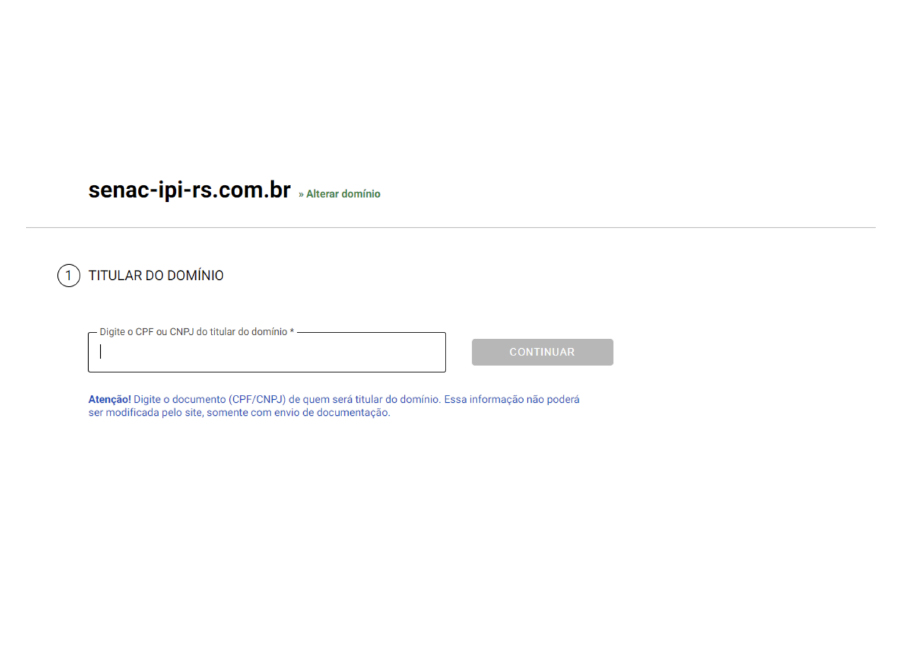 senac-ipi-rs.com.br » Alterar domínio
1 TITULAR DO DOMÍNIO
Digite o CPF ou CNPJ do titular do domínio *
CONTINUAR
Atenção! Digite o documento (CPF/CNPJ) de quem será titular do domínio. Essa informação não poderá
ser modificada pelo site, somente com envio de documentação.